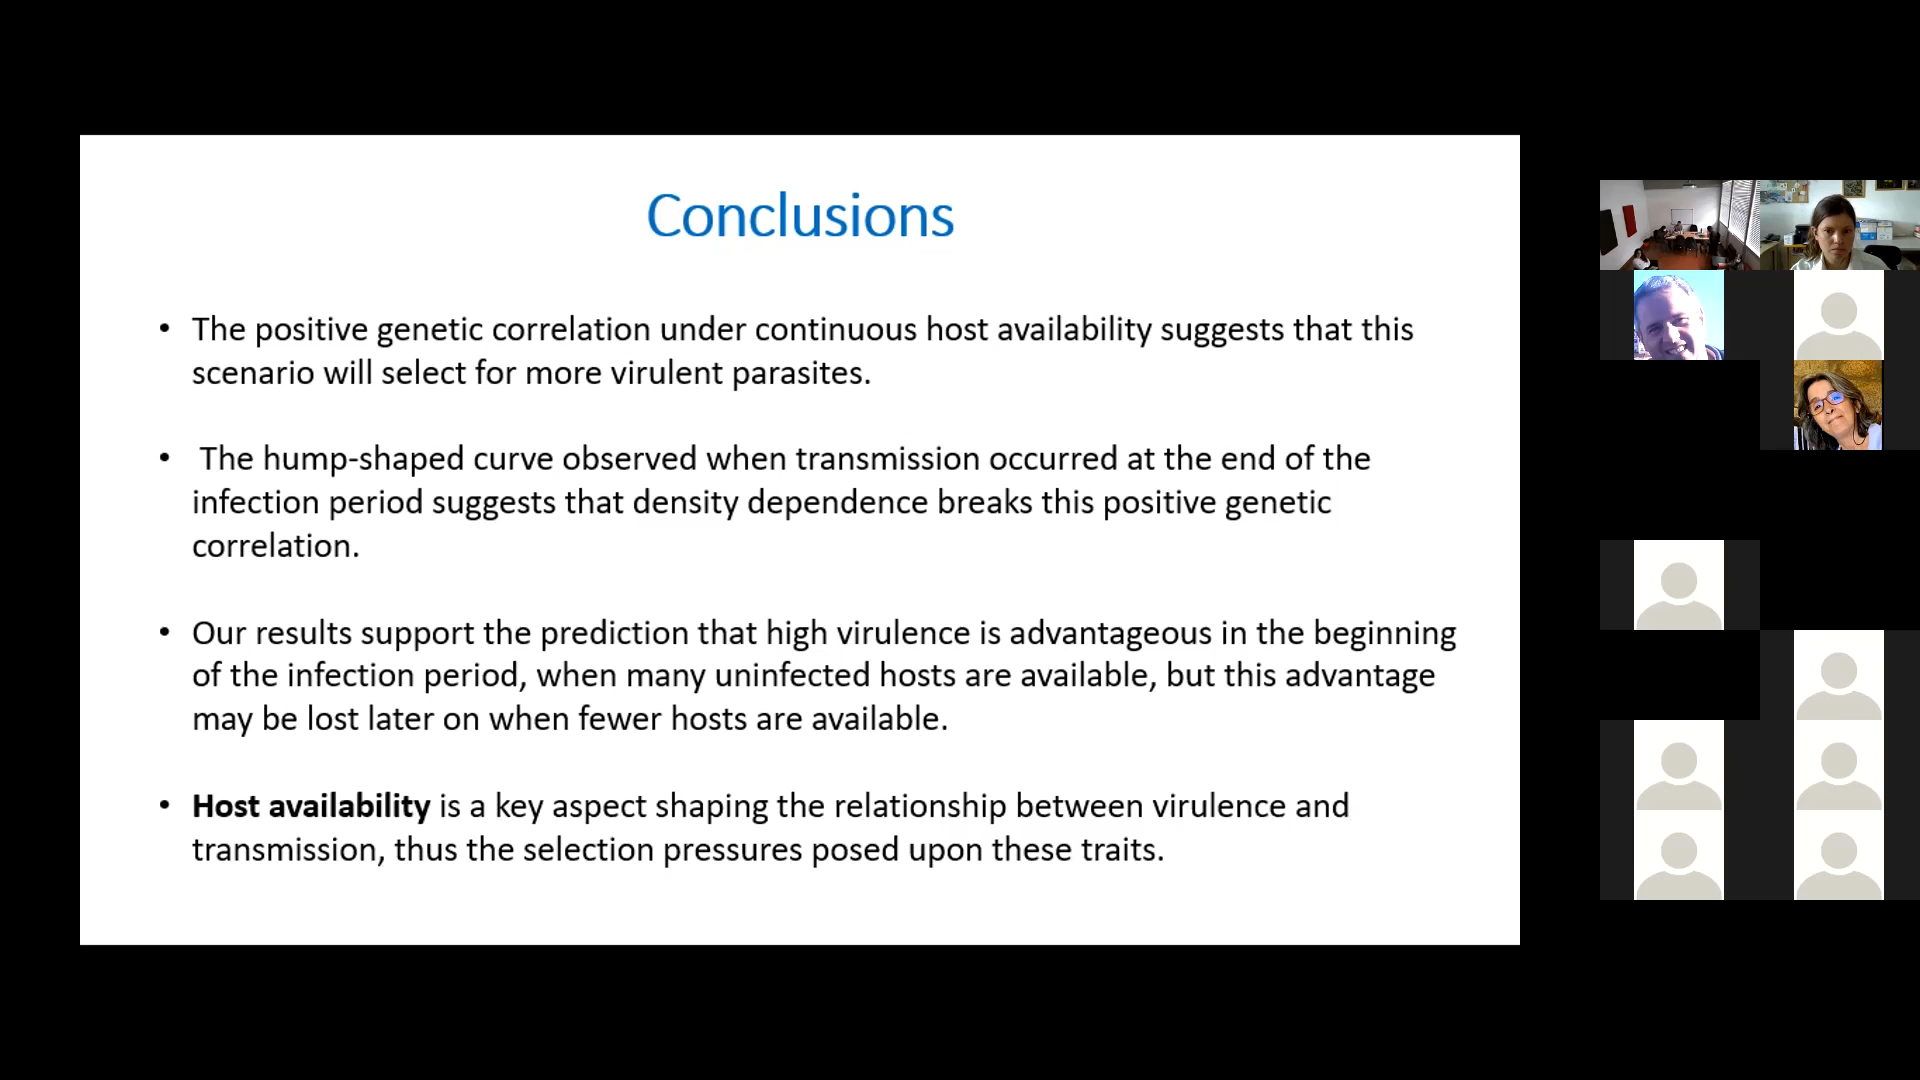 Conclusions
• The positive genetic correlation under continuous host availability suggests that this
scenario will select for more virulent parasites.
• The hump-shaped curve observed when transmission occurred at the end of the
infection period suggests that density dependence breaks this positive genetic
correlation.
• Our results support the prediction that high virulence is advantageous in the beginning
of the infection period, when many uninfected hosts are available, but this advantage
may be lost later on when fewer hosts are available.
• Host availability is a key aspect shaping the relationship between virulence and
transmission, thus the selection pressures posed upon these traits.